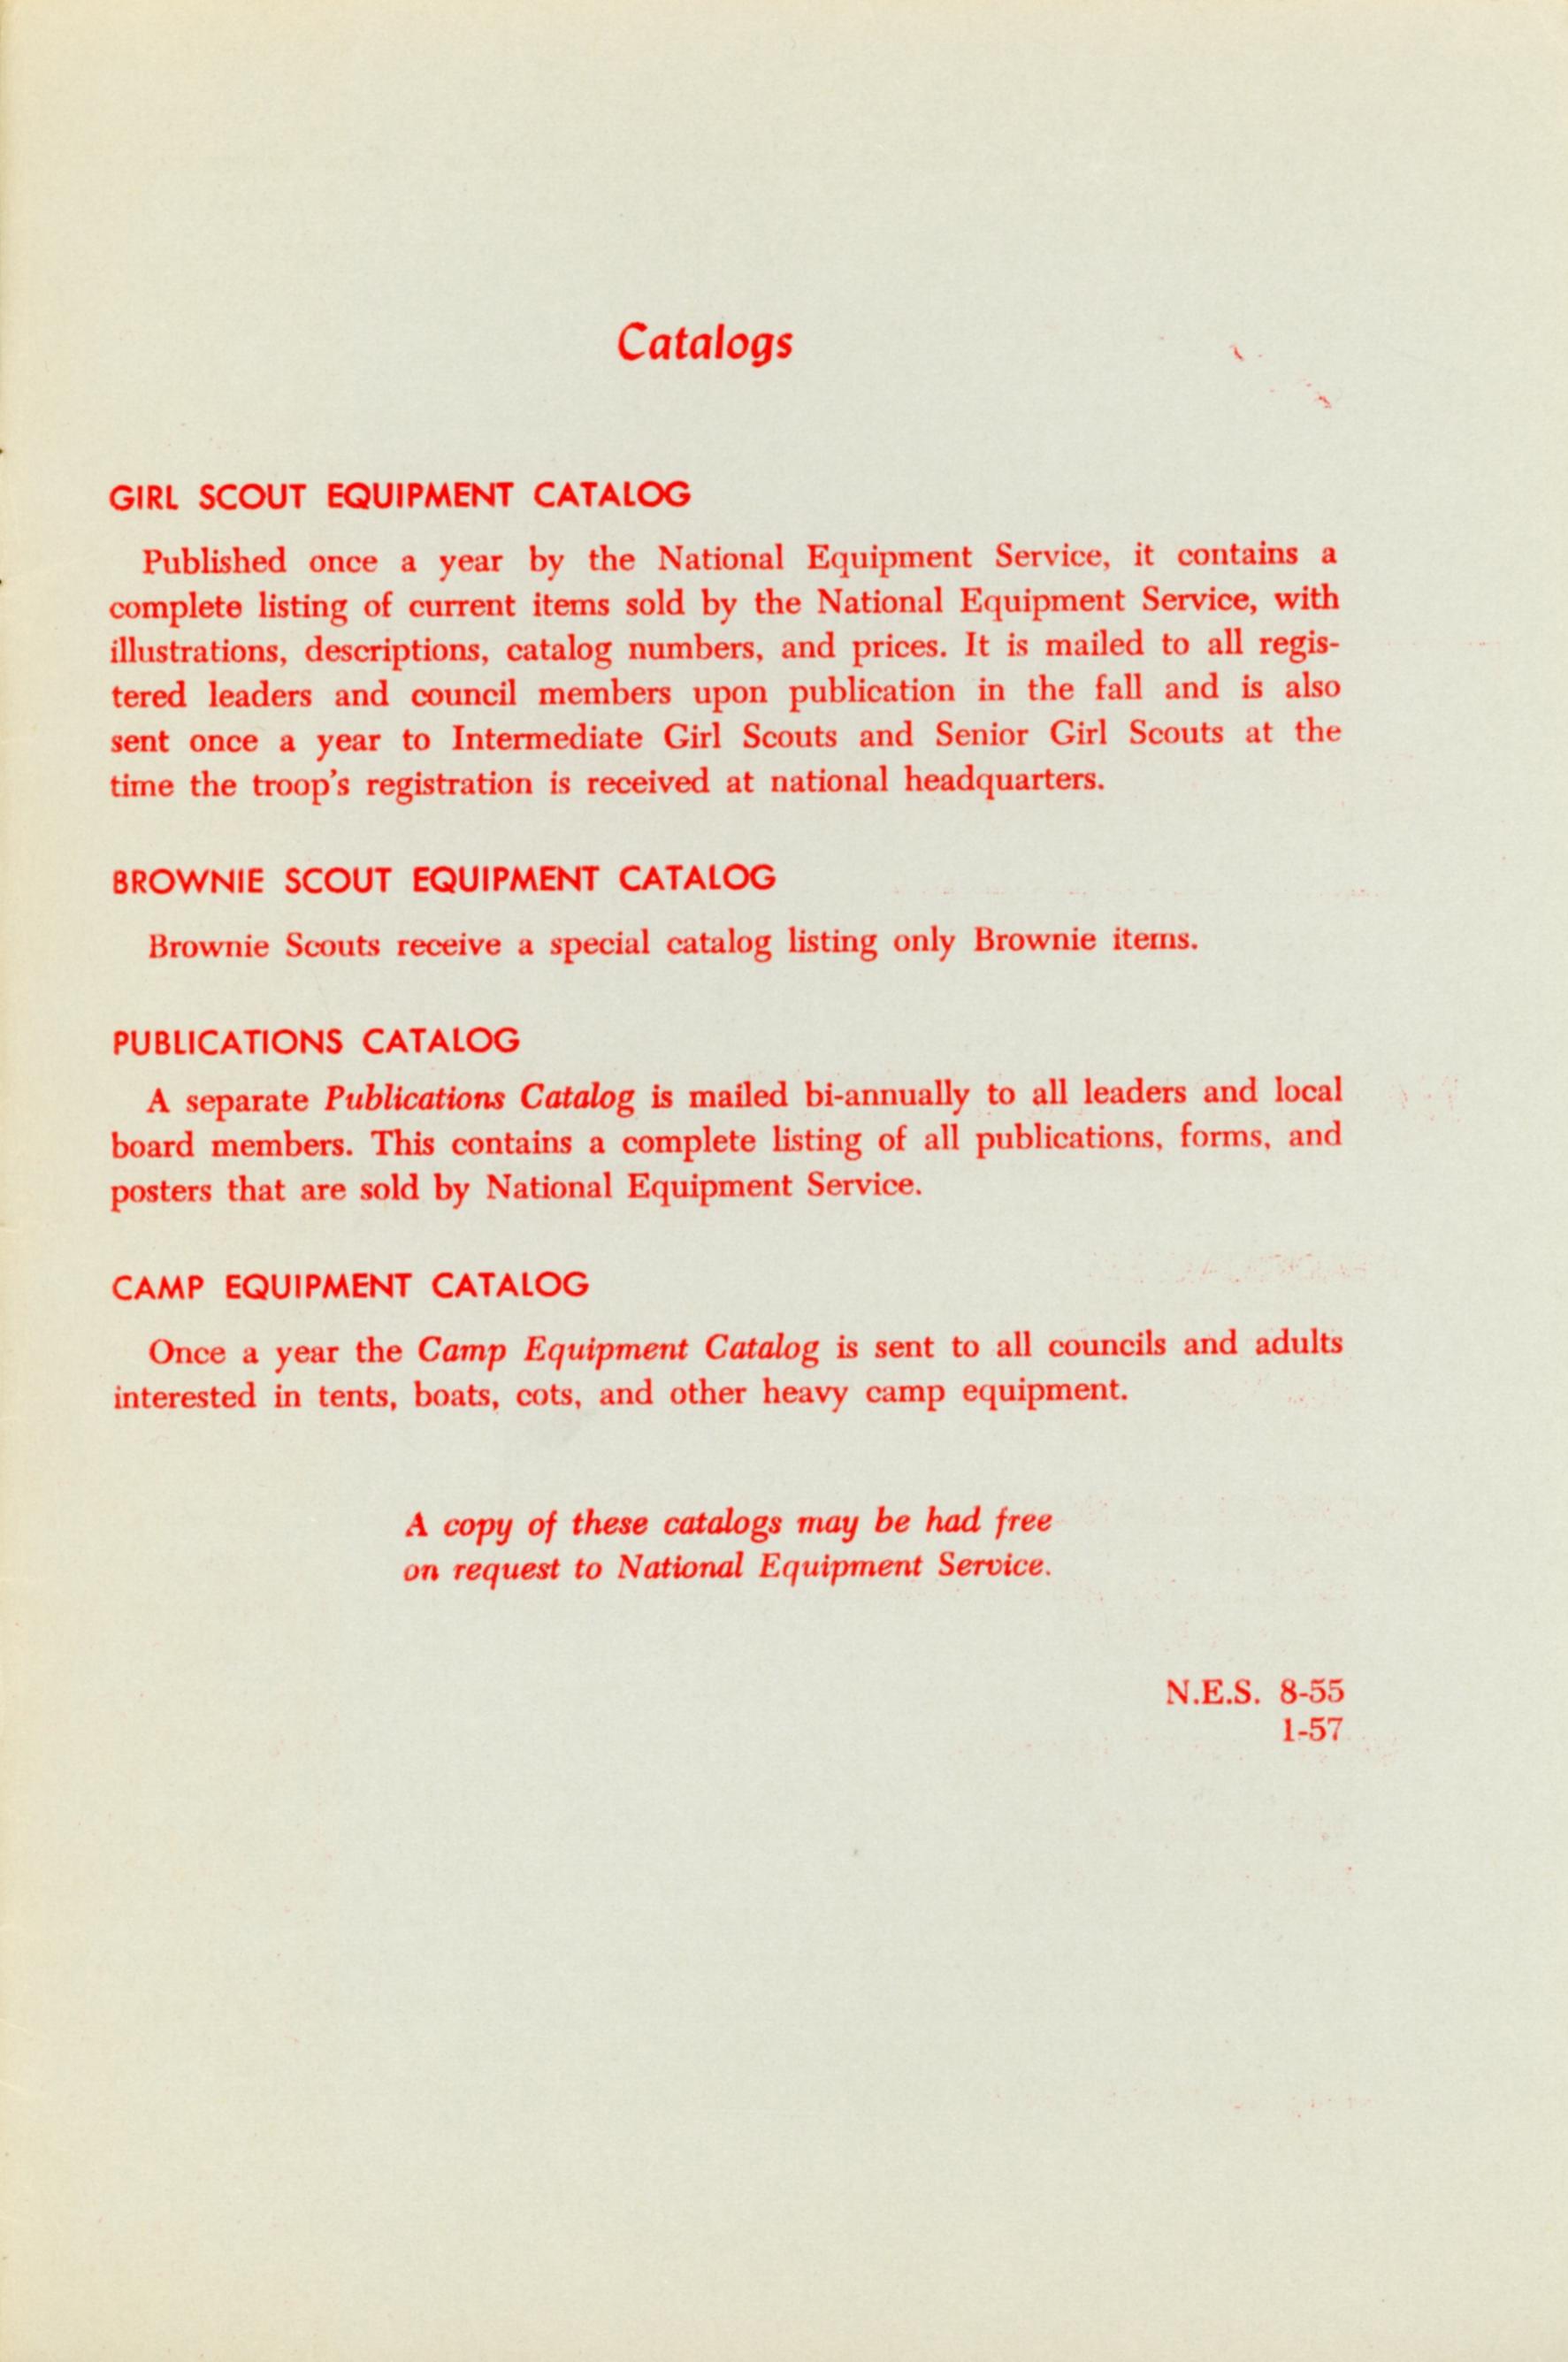 Catalogs
GIRL SCOUT EQUIPMENT CATALOG
Published once a year by the National Equipment Service, it contains a
complete listing of current items sold by the National Equipment Service, with
illustrations, descriptions, catalog numbers, and prices. It is mailed to all regis-
tered leaders and council members upon publication in the fall and is also
sent once a year to Intermediate Girl Scouts and Senior Girl Scouts at the
time the troop's registration is received at national headquarters.
BROWNIE SCOUT EQUIPMENT CATALOG
Brownie Scouts receive a special catalog listing only Brownie items.
PUBLICATIONS CATALOG
A separate Publications Catalog is mailed bi-annually to all leaders and local
board members. This contains a complete listing of all publications, forms, and
posters that are sold by National Equipment Service.
CAMP EQUIPMENT CATALOG
Once a year the Camp Equipment Catalog is sent to all councils and adults
interested in tents, boats, cots, and other heavy camp equipment.
A copy of these catalogs may be had free
on request to National Equipment Service.
N.E.S. 8-55
1-57